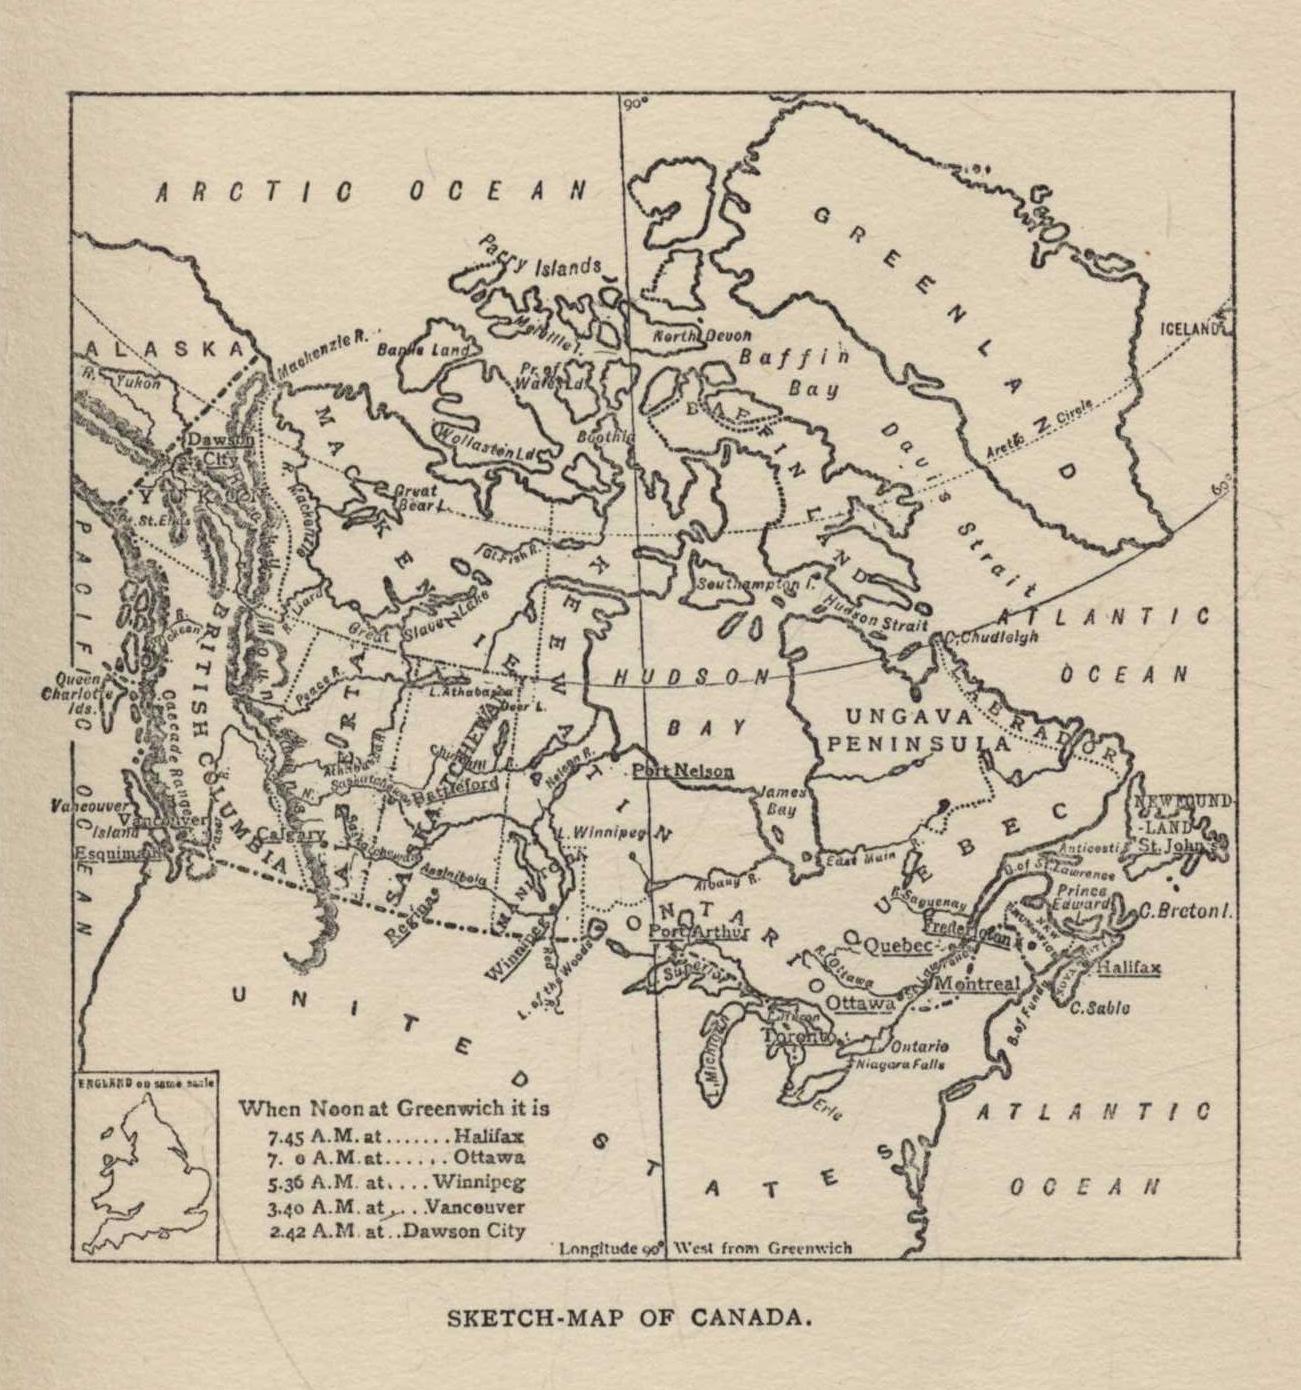 90°
ARCTIC OCEAN
GREENLAND
Parry Islands
Melville I.
ICELAND
North Devon
Baffin
Bay
ALASKA
Mackenzie R.
Banks Land
Pr. of
Wales Ld.
R. Yukon
BAFFIN LAND
Davis Strait
Arctic Circle
Dawson
City
MACKENZIE
Wollaston Ld.
Boothia
YUKON
R. Mackenzie
Great
Bear L.
60°
St. Elias
Gt. Fish R.
KEEWATIN
PACIFIC OCEAN
Southampton I.
Hudson Strait
Liard R.
Great Slave Lake
ATLANTIC
OCEAN
C. Chudleigh
BRITISH COLUMBIA
HUDSON
BAY
Queen
Charlotte
Ids.
Peace R.
L. Athabasca
Deer L.
LABRADOR
UNGAVA
PENINSULA
Cascade Range
ALBERTA
SASKATCHEWAN
Churchill
Nelson R.
Port Nelson
N. Saskatchewan
Battleford
James
Bay
Vancouver
Island
Vancouver
Esquimalt
Calgary
L. Winnipeg
NEWFOUND
-LAND
St. John
QUEBEC
Anticosti
East Main
G. of St. Lawrence
Assiniboia
MANITOBA
Albany R.
Prince
Edward I.
R. Saguenay
C. Breton I.
Regina
ONTARIO
Port Arthur
Fredericton
NEW BRUNSWICK
Quebec
Winnipeg
Red
L. of the Woods
Superior
R. Ottawa
St. Lawrence
Montreal
NOVA SCOTIA
Halifax
Ottawa
C. Sable
B. of Fundy
L. Huron
Toronto
L. Michigan
L. Ontario
Niagara Falls
L. Erie
UNITED STATES
ATLANTIC
OCEAN
ENGLAND on same scale
When Noon at Greenwich it is
7.45 A.M. at.......Halifax
7. 0 A.M. at......Ottawa
5.36 A.M. at....Winnipeg
3.40 A.M. at....Vancouver
2.42 A.M. at..Dawson City
Longitude 90° West from Greenwich
SKETCH-MAP OF CANADA.